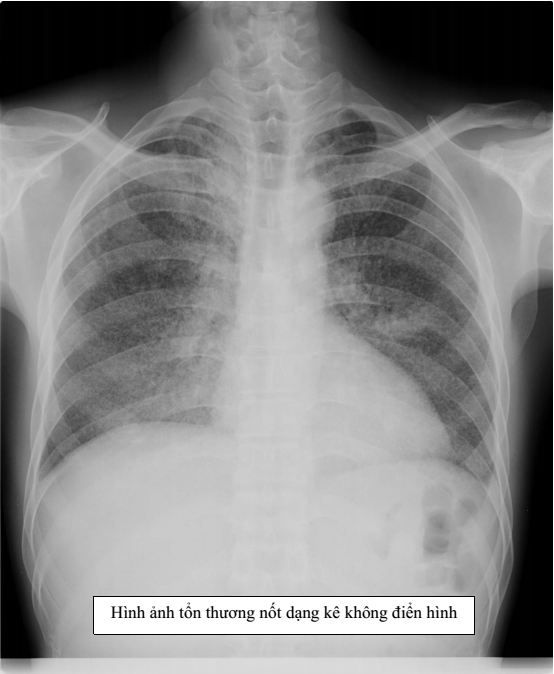 Hình ảnh tổn thương nốt dạng kê không điển hình